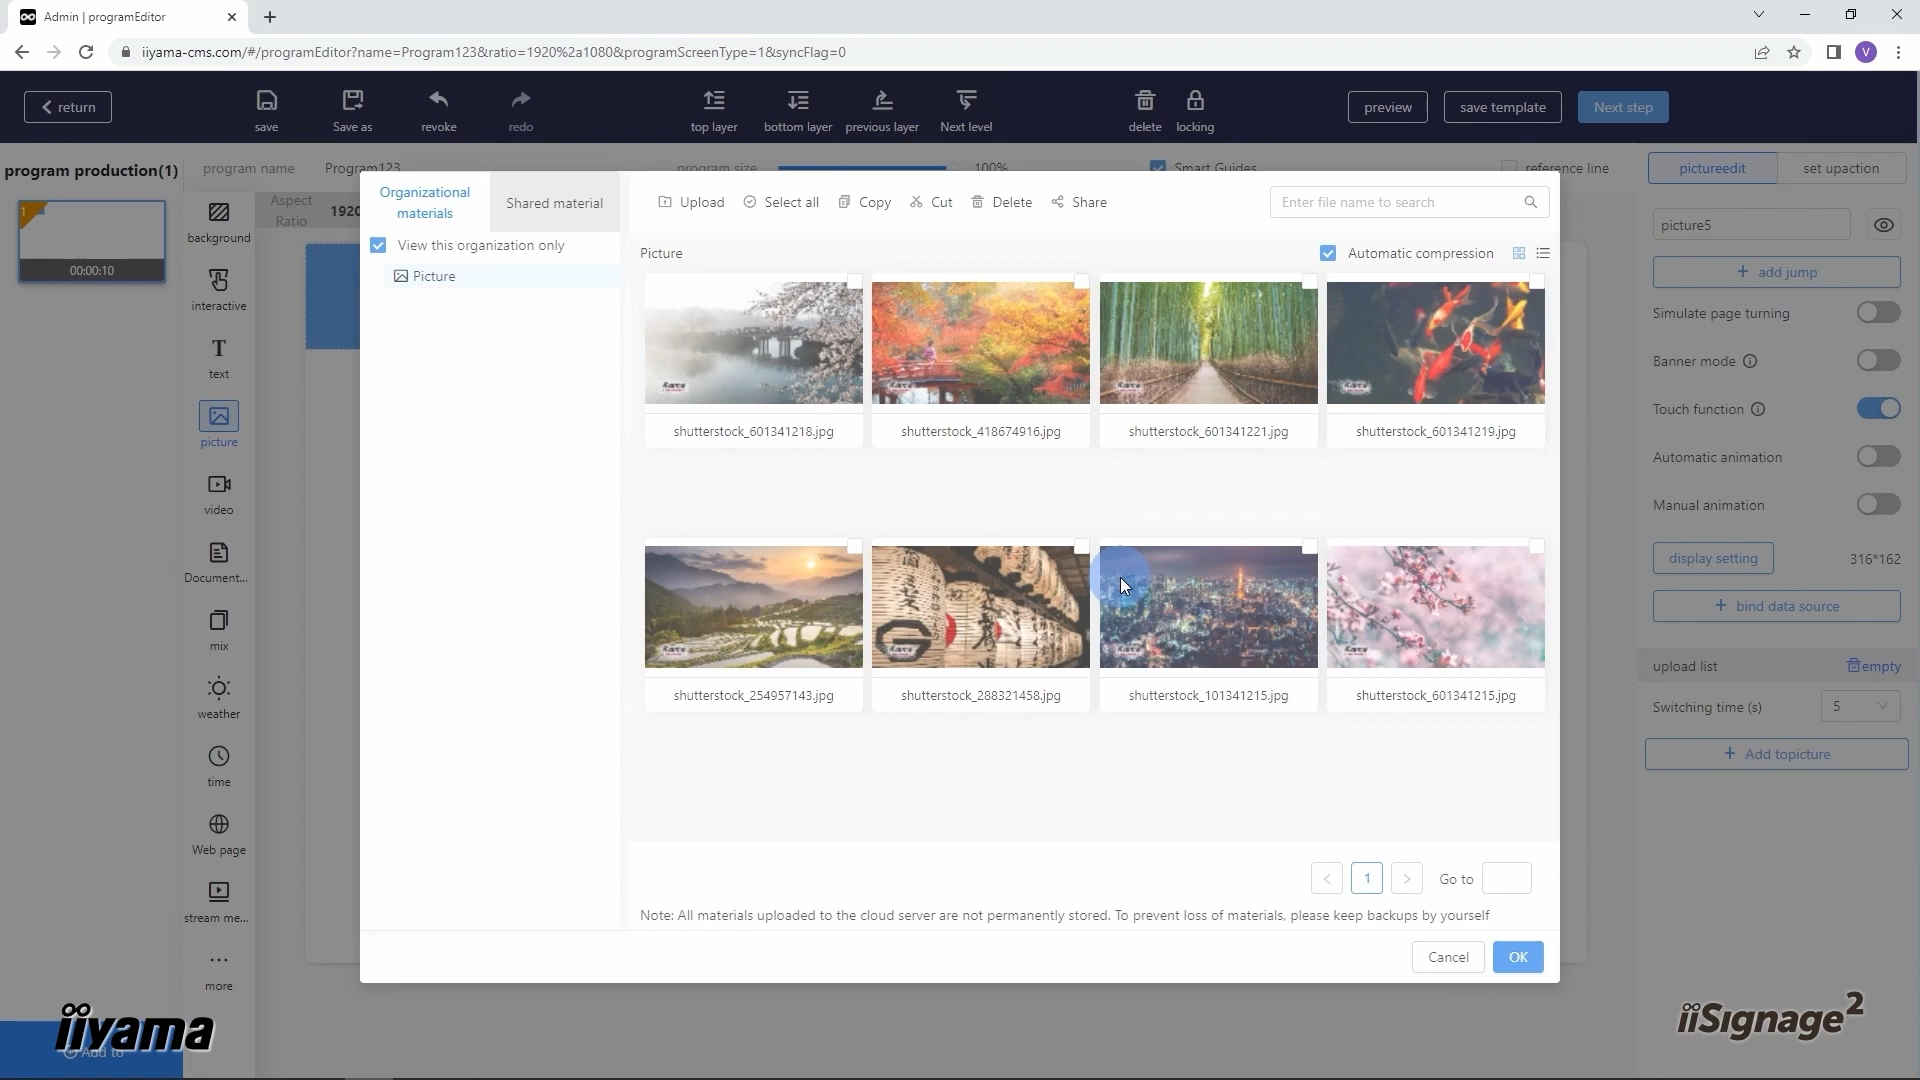 Admin | programEditor
iiyama-cms.com/#/programEditor?name=Program123&ratio=1920%2a1080&programScreenType=1&syncFlag=0
V
return
save
Save as
revoke
redo
top layer
bottom layer
previous layer
Next level
delete
locking
preview
save template
Next step
program production(1)
program name
Program123
program size
100%
Smart Guides
reference line
pictureedit
set upaction
1
00:00:10
Aspect
Ratio
1920
background
interactive
T
text
picture
video
Document...
mix
weather
time
Web page
stream me...
more
Add to
Organizational
materials
Shared material
View this organization only
Picture
Upload
Select all
Copy
Cut
Delete
Share
Enter file name to search
Picture
Automatic compression
shutterstock_601341218.jpg
shutterstock_418674916.jpg
shutterstock_601341221.jpg
shutterstock_601341219.jpg
shutterstock_254957143.jpg
shutterstock_288321458.jpg
shutterstock_101341215.jpg
shutterstock_601341215.jpg
<
1
>
Go to
Note: All materials uploaded to the cloud server are not permanently stored. To prevent loss of materials, please keep backups by yourself
Cancel
OK
picture5
+ add jump
Simulate page turning
Banner mode
Touch function
Automatic animation
Manual animation
display setting
316*162
+ bind data source
upload list
empty
Switching time (s)
5
+ Add topicture
iiyama
iiSignage2